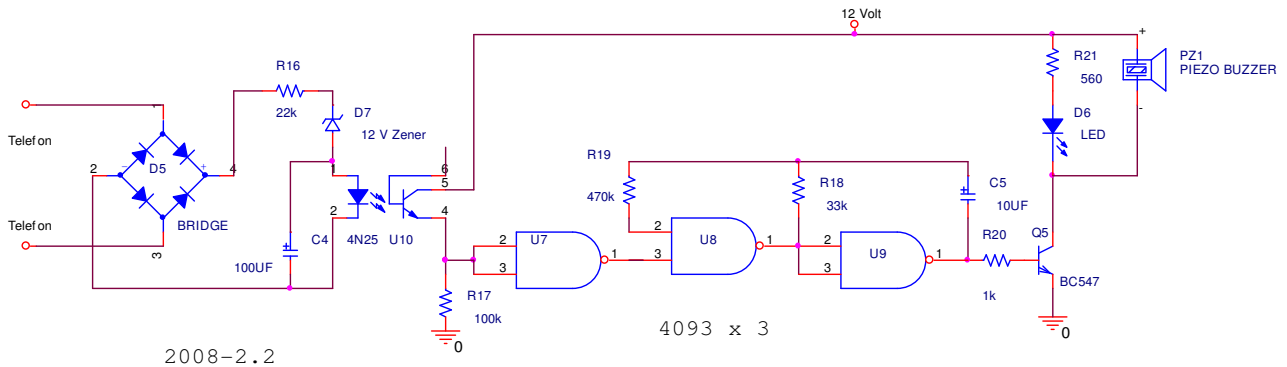 12 Volt
+
R21
560
PZ1
PIEZO BUZZER
-
R16
22k
D7
12 V Zener
D6
LED
1
Telefon
2
-
D5
+
4
BRIDGE
Telefon
3
1
2
C4
100UF
4N25
U10
6
5
4
R19
470k
R18
33k
C5
10UF
2
3
U7
1
2
3
U8
1
2
3
U9
1
R20
1k
Q5
BC547
R17
100k
0
0
4093 x 3
2008-2.2